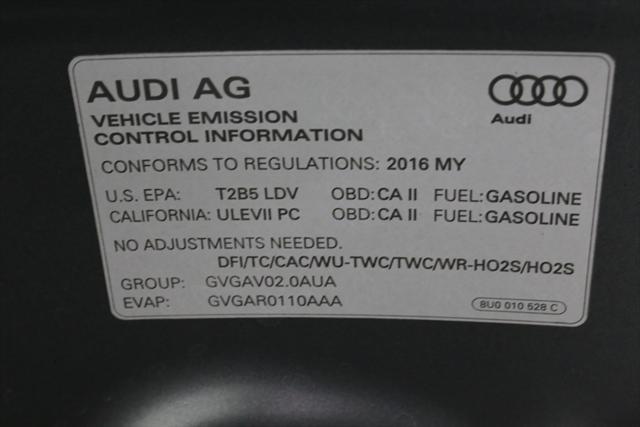 AUDI AG
Audi
VEHICLE EMISSION
CONTROL INFORMATION
CONFORMS TO REGULATIONS: 2016 MY
U.S. EPA: T2B5 LDV OBD: CA II FUEL: GASOLINE
CALIFORNIA: ULEVII PC OBD: CA II FUEL: GASOLINE
NO ADJUSTMENTS NEEDED.
DFI/TC/CAC/WU-TWC/TWC/WR-HO2S/HO2S
GROUP: GVGAV02.0AUA
EVAP: GVGAR0110AAA
8U0 010 528 C